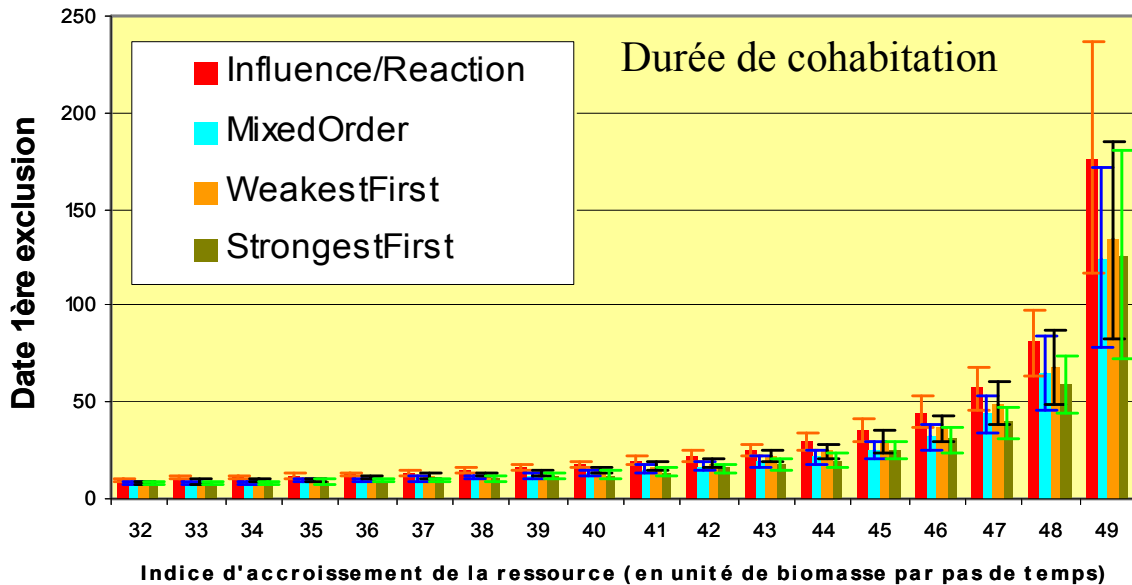 Durée de cohabitation
Influence/Reaction
MixedOrder
WeakestFirst
StrongestFirst
Date 1ère exclusion
250
200
150
100
50
0
32 33 34 35 36 37 38 39 40 41 42 43 44 45 46 47 48 49
Indice d'accroissement de la ressource (en unité de biomasse par pas de temps)